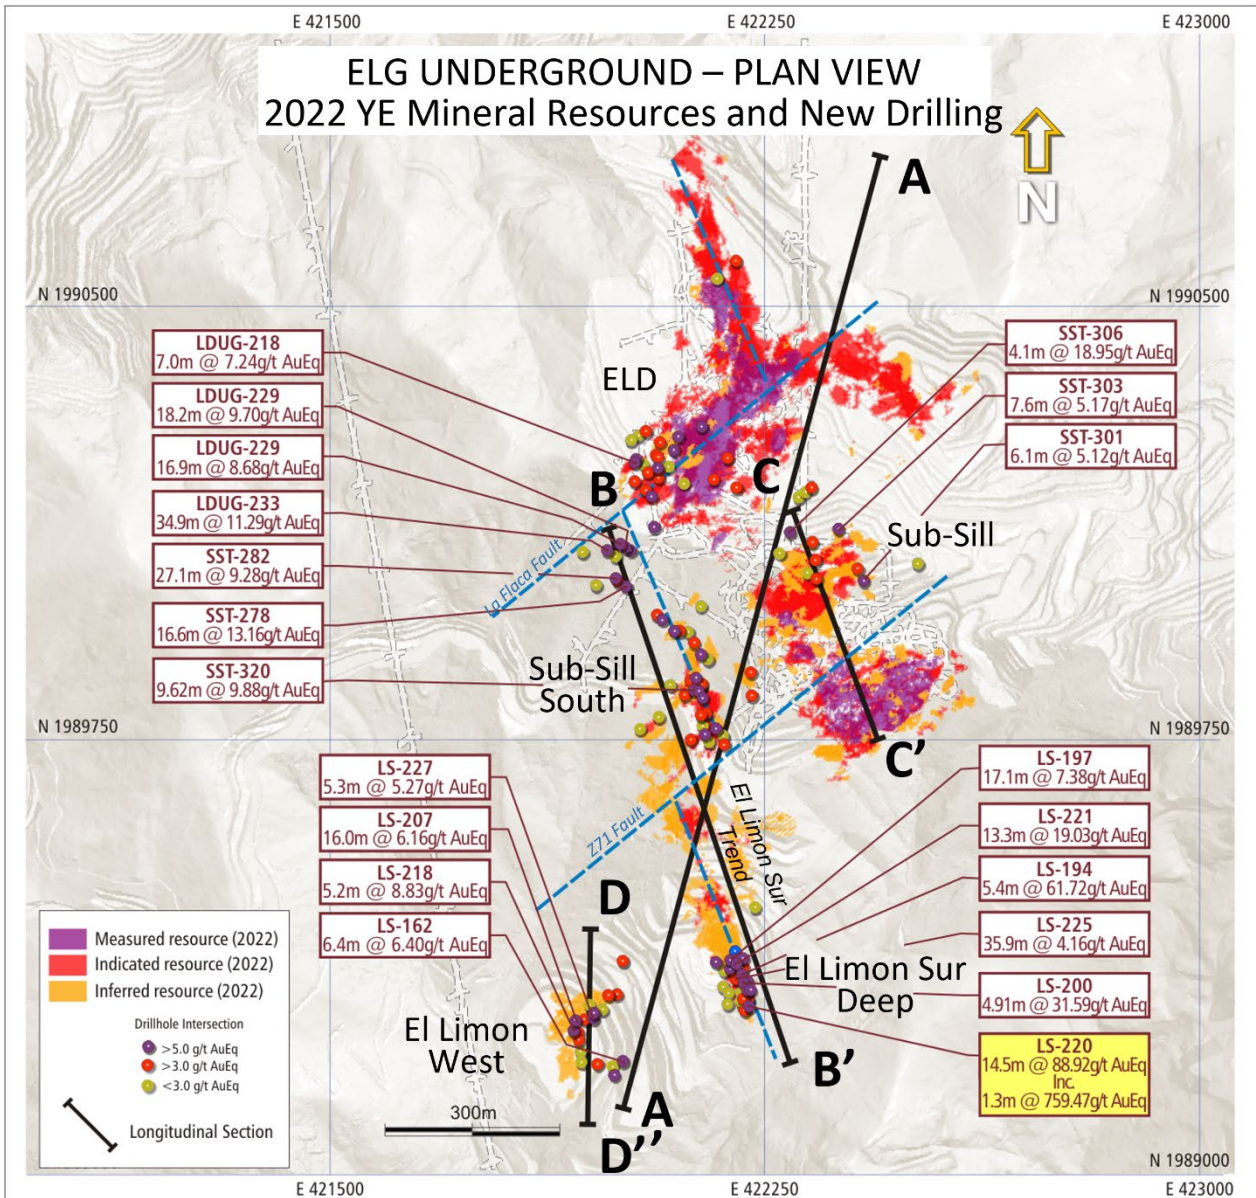 E 421500
E 422250
E 423000
ELG UNDERGROUND – PLAN VIEW
2022 YE Mineral Resources and New Drilling
N
A
N 1990500
N 1990500
LDUG-218
7.0m @ 7.24g/t AuEq
LDUG-229
18.2m @ 9.70g/t AuEq
LDUG-229
16.9m @ 8.68g/t AuEq
LDUG-233
34.9m @ 11.29g/t AuEq
SST-282
27.1m @ 9.28g/t AuEq
SST-278
16.6m @ 13.16g/t AuEq
SST-320
9.62m @ 9.88g/t AuEq
SST-306
4.1m @ 18.95g/t AuEq
SST-303
7.6m @ 5.17g/t AuEq
SST-301
6.1m @ 5.12g/t AuEq
ELD
B
C
Sub-Sill
La Flaca Fault
Sub-Sill
South
N 1989750
N 1989750
C’
Z71 Fault
El Limon Sur
Trend
LS-227
5.3m @ 5.27g/t AuEq
LS-207
16.0m @ 6.16g/t AuEq
LS-218
5.2m @ 8.83g/t AuEq
LS-162
6.4m @ 6.40g/t AuEq
LS-197
17.1m @ 7.38g/t AuEq
LS-221
13.3m @ 19.03g/t AuEq
LS-194
5.4m @ 61.72g/t AuEq
LS-225
35.9m @ 4.16g/t AuEq
LS-200
4.91m @ 31.59g/t AuEq
LS-220
14.5m @ 88.92g/t AuEq
Inc.
1.3m @ 759.47g/t AuEq
D
El Limon Sur
Deep
El Limon
West
B’
A
D’’
300m
Measured resource (2022)
Indicated resource (2022)
Inferred resource (2022)
Drillhole Intersection
>5.0 g/t AuEq
>3.0 g/t AuEq
<3.0 g/t AuEq
Longitudinal Section
N 1989000
E 421500
E 422250
E 423000